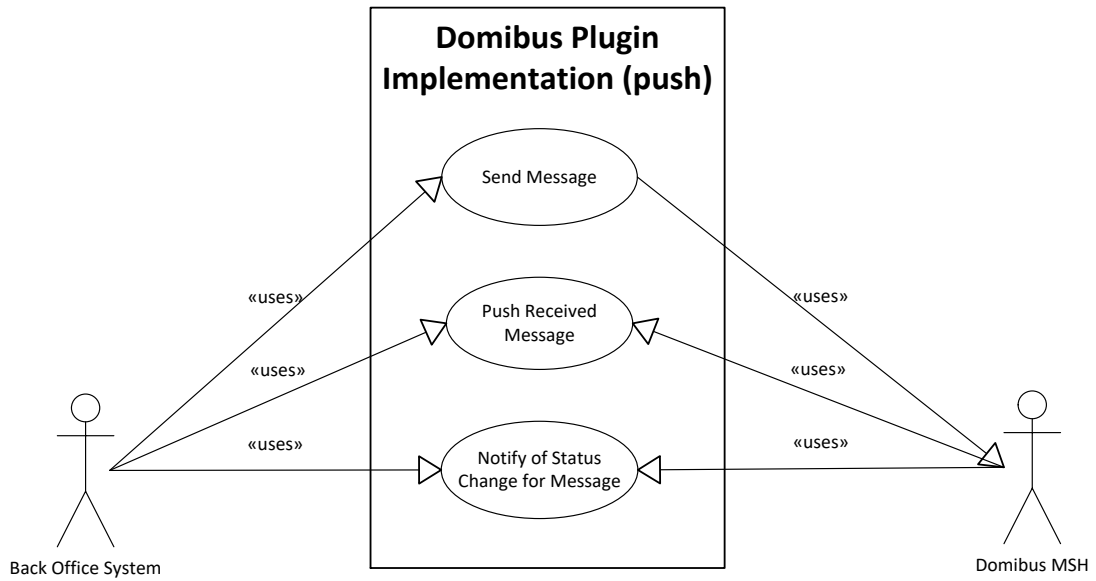 Domibus Plugin
Implementation (push)
Send Message
«uses»
«uses»
Push Received
Message
«uses»
«uses»
«uses»
«uses»
Notify of Status
Change for Message
Back Office System
Domibus MSH